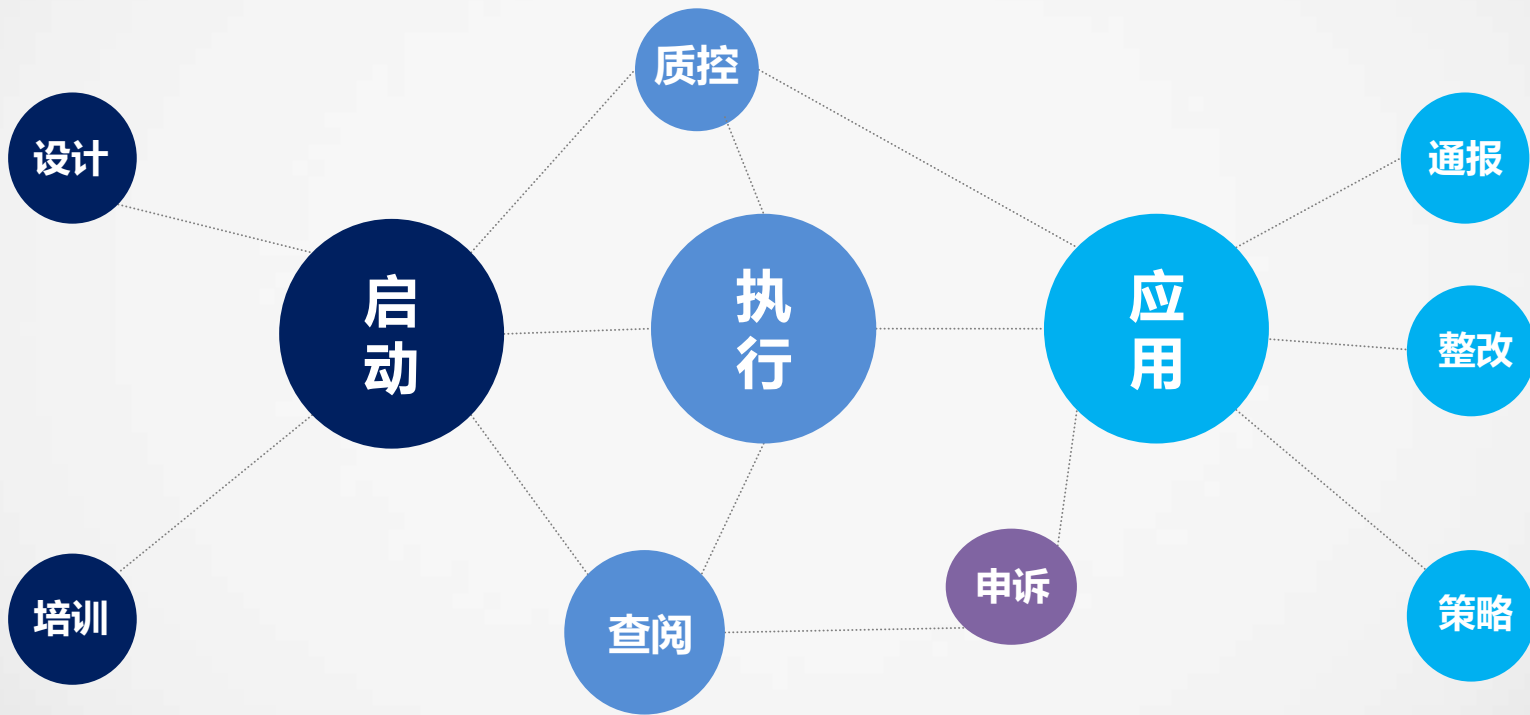 质控
设计
通报
启
动
执
行
应
用
整改
申诉
培训
查阅
策略